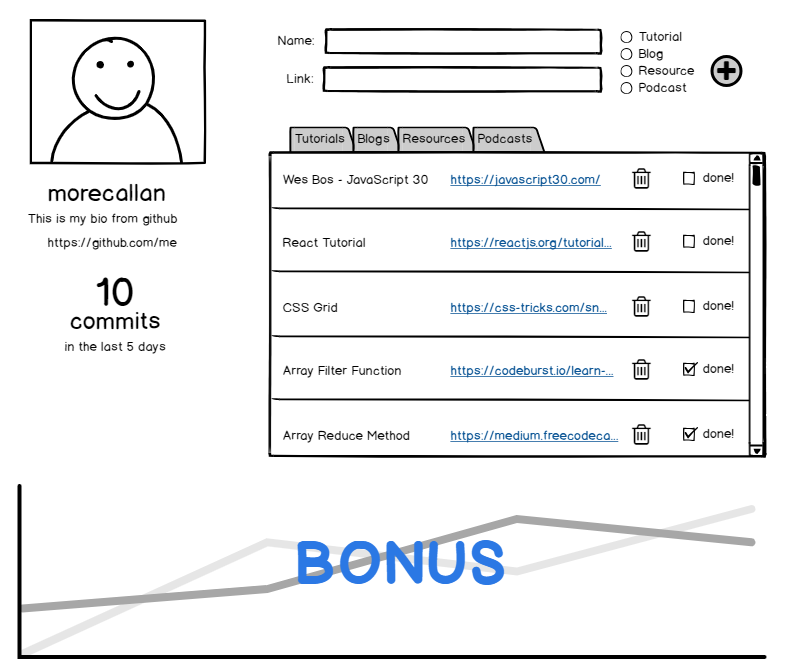 morecallan
This is my bio from github
https://github.com/me
10
commits
in the last 5 days
Name:
Link:
Tutorial
Blog
Resource
Podcast
Tutorials Blogs Resources Podcasts
Wes Bos - JavaScript 30 https://javascript30.com/ done!
React Tutorial https://reactjs.org/tutorial... done!
CSS Grid https://css-tricks.com/sn... done!
Array Filter Function https://codeburst.io/learn-... done!
Array Reduce Method https://medium.freecodeca... done!
BONUS